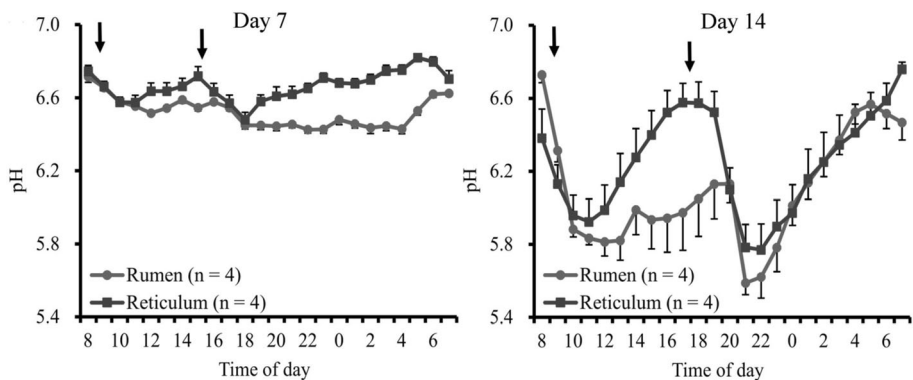 Day 7
7.0
6.6
6.2
5.8
5.4
pH
Rumen (n = 4)
Reticulum (n = 4)
8 10 12 14 16 18 20 22 0 2 4 6
Time of day
Day 14
7.0
6.6
6.2
5.8
5.4
pH
Rumen (n = 4)
Reticulum (n = 4)
8 10 12 14 16 18 20 22 0 2 4 6
Time of day